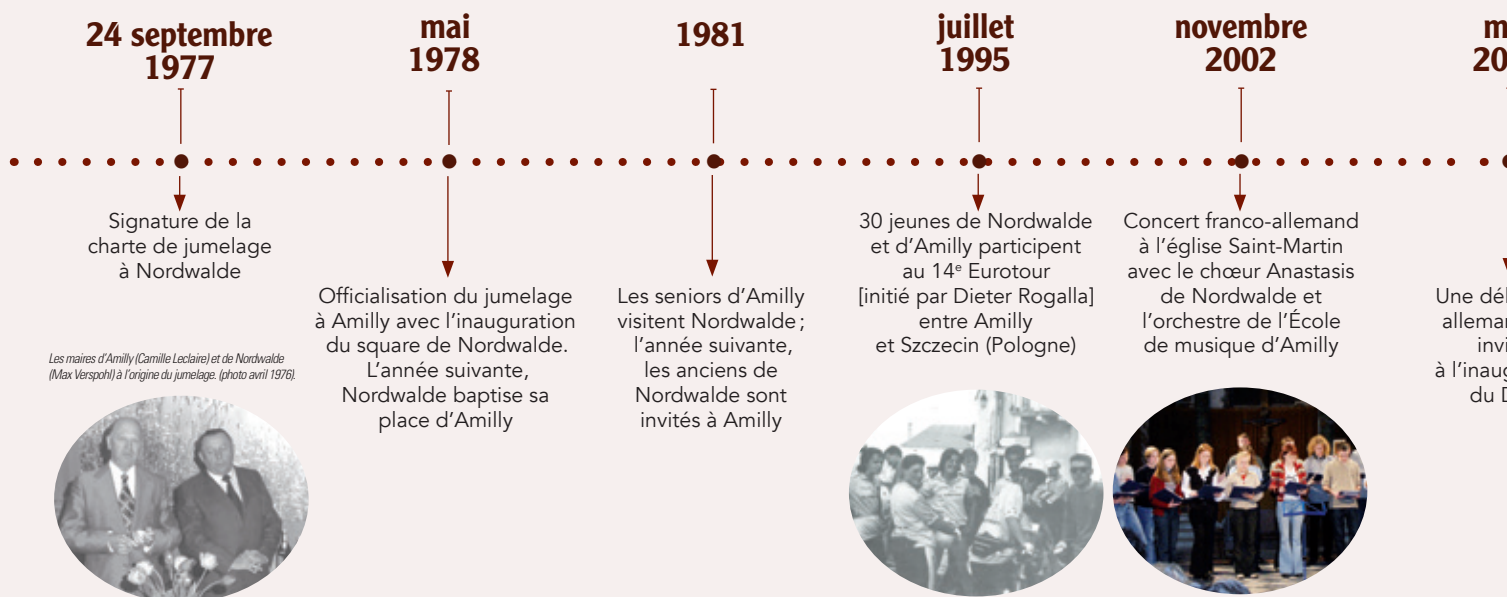 24 septembre
1977
Signature de la
charte de jumelage
à Nordwalde
Les maires d'Amilly (Camille Leclaire) et de Nordwalde
(Max Verspohl) à l'origine du jumelage. (photo avril 1976).
mai
1978
Officialisation du jumelage
à Amilly avec l'inauguration
du square de Nordwalde.
L'année suivante,
Nordwalde baptise sa
place d'Amilly
1981
Les seniors d'Amilly
visitent Nordwalde ;
l'année suivante,
les anciens de
Nordwalde sont
invités à Amilly
juillet
1995
30 jeunes de Nordwalde
et d'Amilly participent
au 14e Eurotour
[initié par Dieter Rogalla]
entre Amilly
et Szczecin (Pologne)
novembre
2002
Concert franco-allemand
à l'église Saint-Martin
avec le chœur Anastasis
de Nordwalde et
l'orchestre de l'École
de musique d'Amilly
Une
à
du